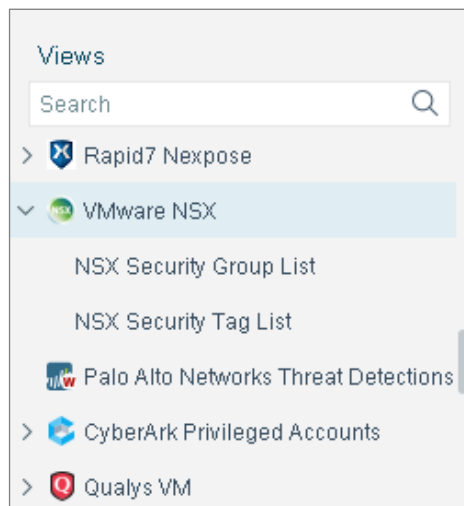 Views
Search
Rapid7 Nexpose
NSX VMware NSX
NSX Security Group List
NSX Security Tag List
Palo Alto Networks Threat Detections
CyberArk Privileged Accounts
Qualys VM